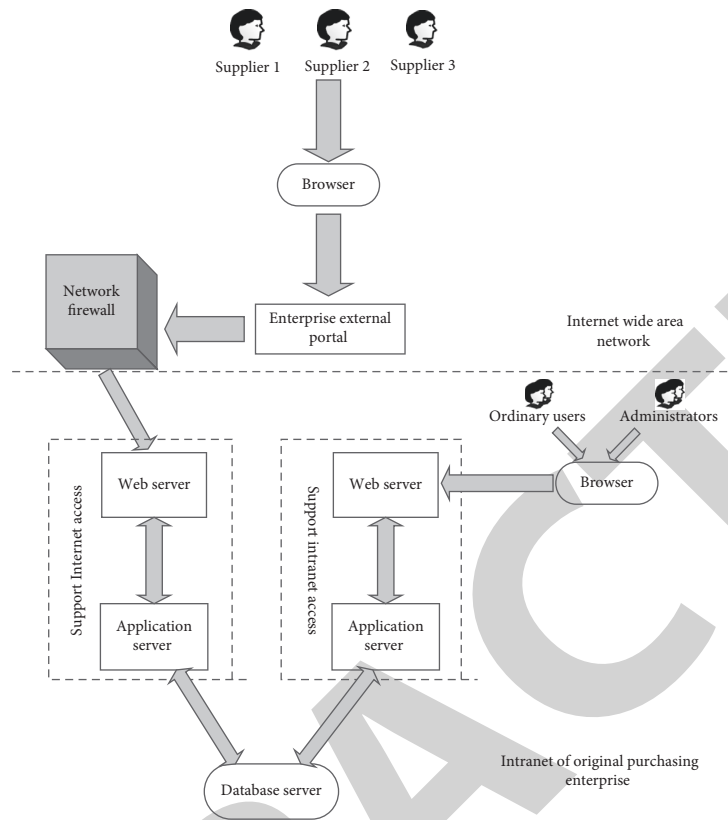 Supplier 1
Supplier 2
Supplier 3
Browser
Network
firewall
Enterprise external
portal
Internet wide area
network
Ordinary users
Administrators
Support Internet access
Web server
Support intranet access
Web server
Browser
Application
server
Application
server
Database server
Intranet of original purchasing
enterprise